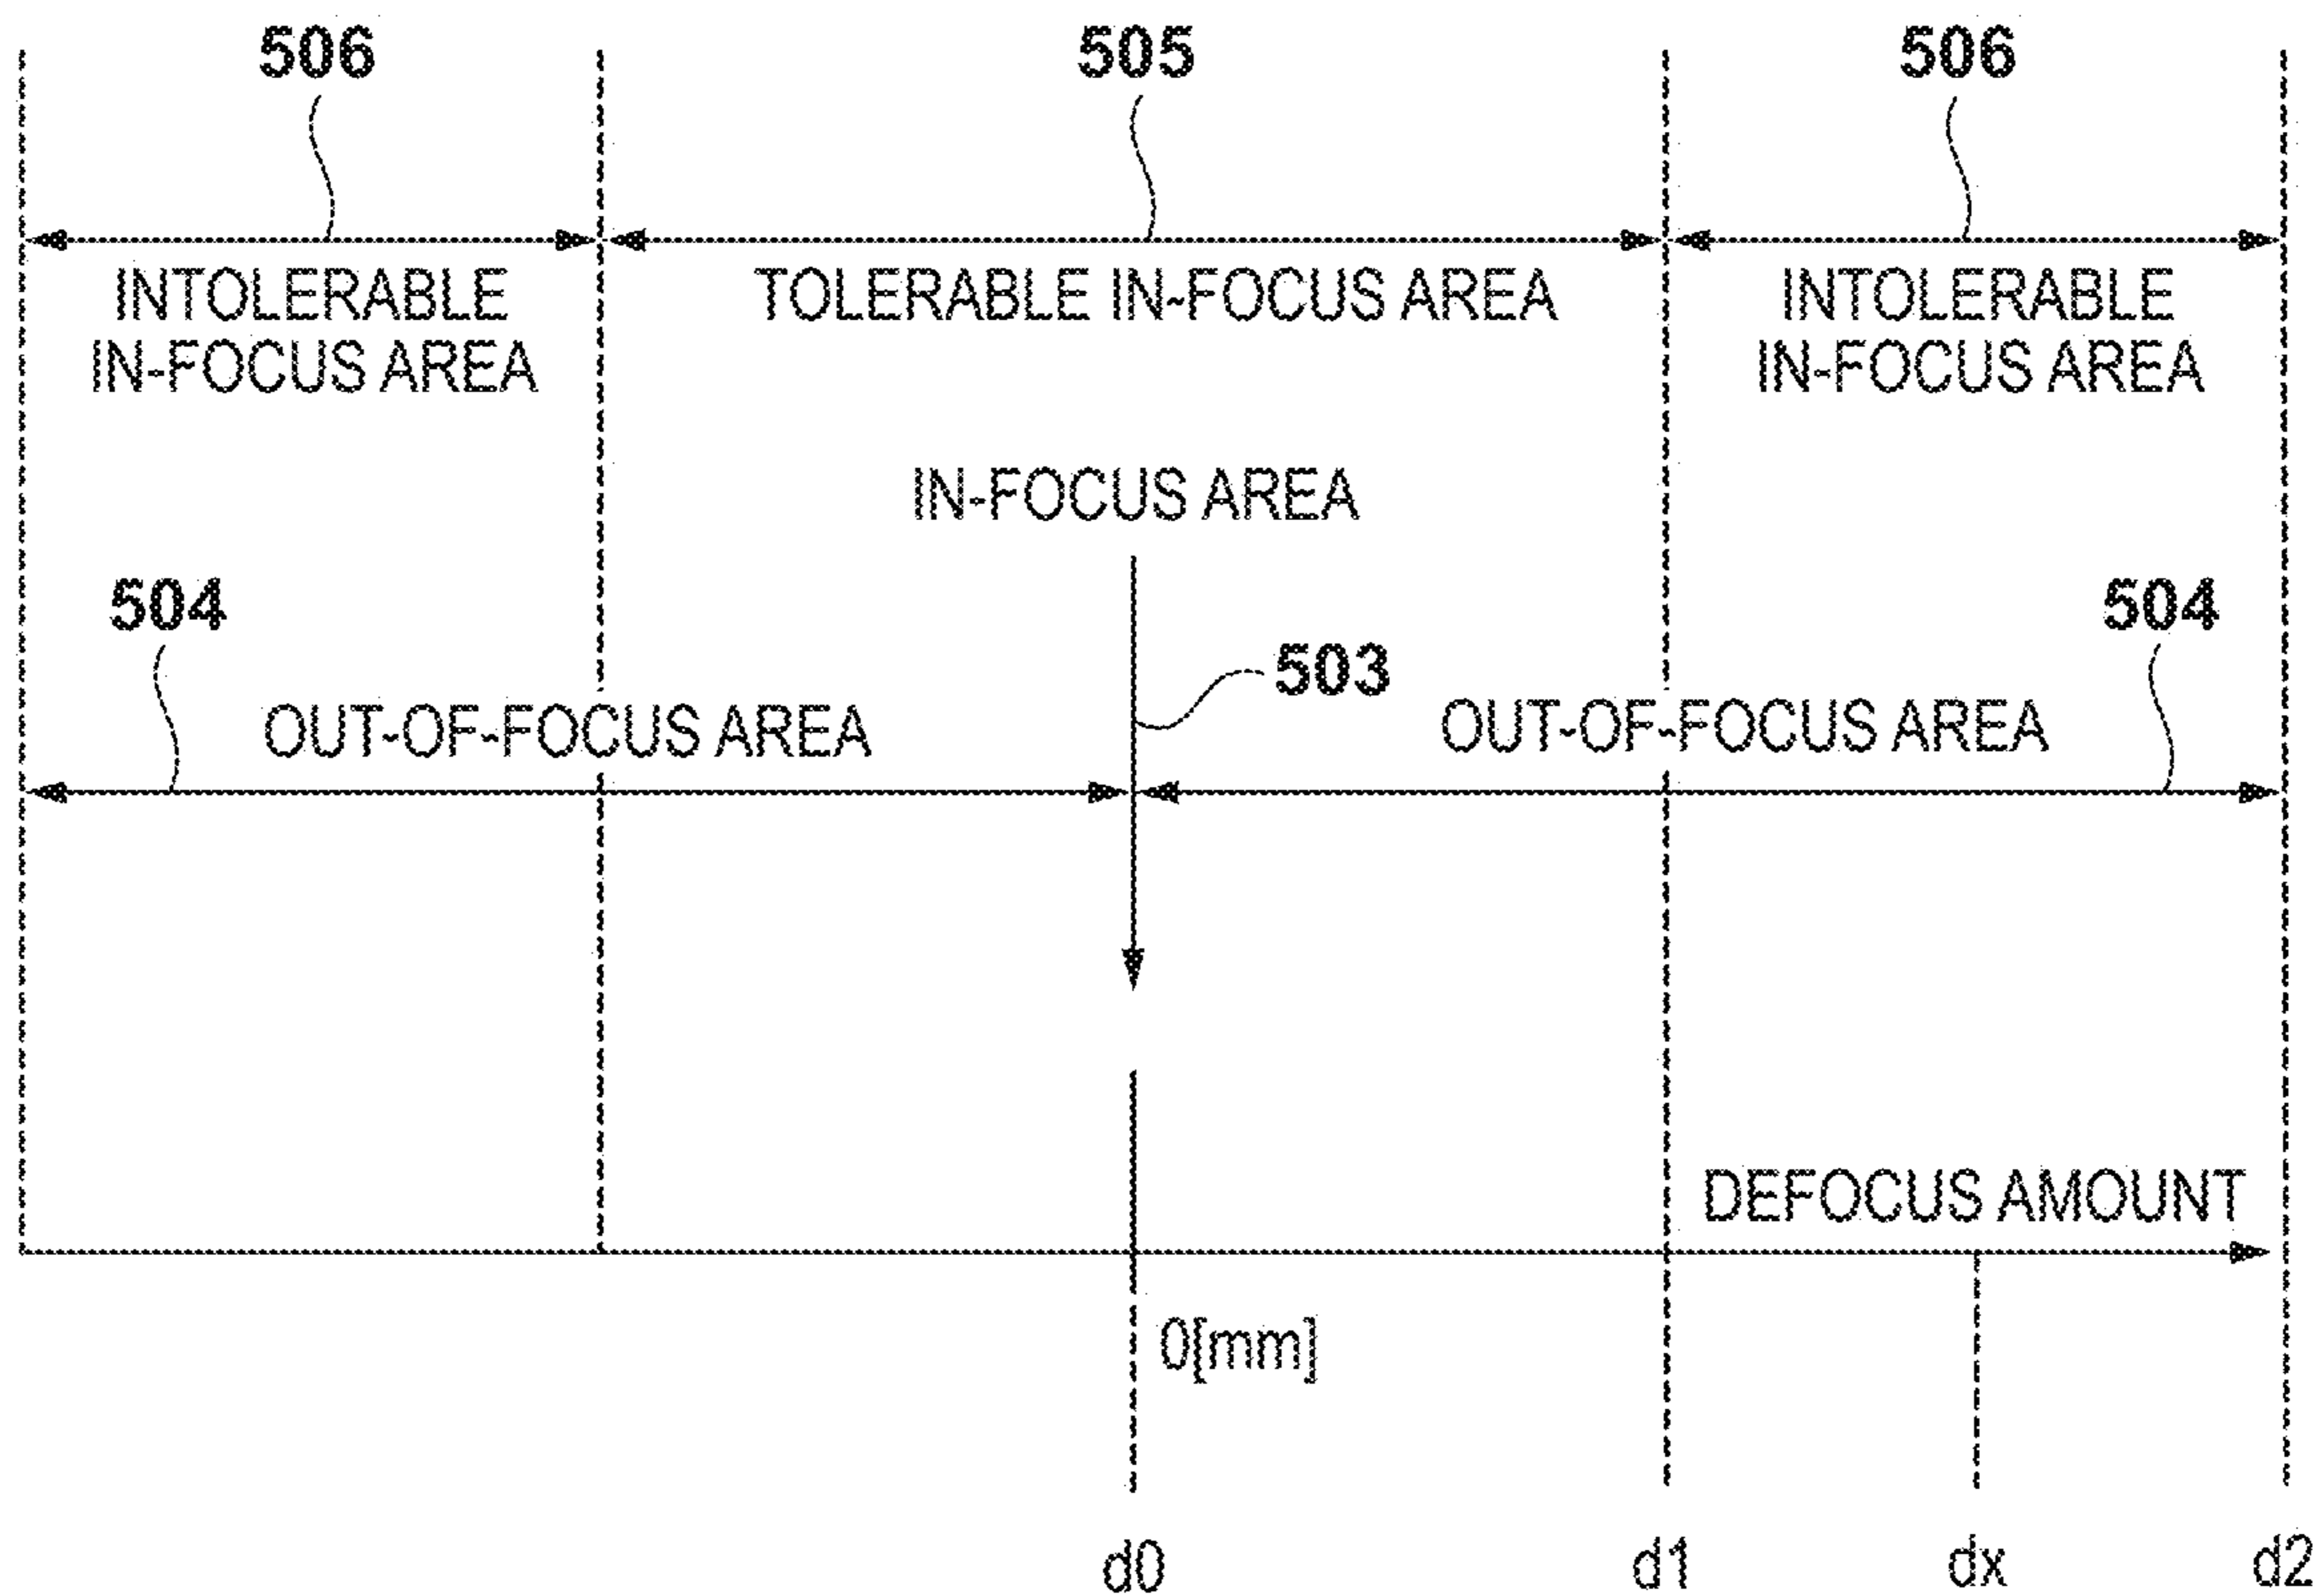 506 505 506
INTOLERABLE
IN-FOCUS AREA
TOLERABLE IN-FOCUS AREA
INTOLERABLE
IN-FOCUS AREA
IN-FOCUS AREA
504 504
503
OUT-OF-FOCUS AREA OUT-OF-FOCUS AREA
DEFOCUS AMOUNT
0[mm]
d0 d1 dx d2